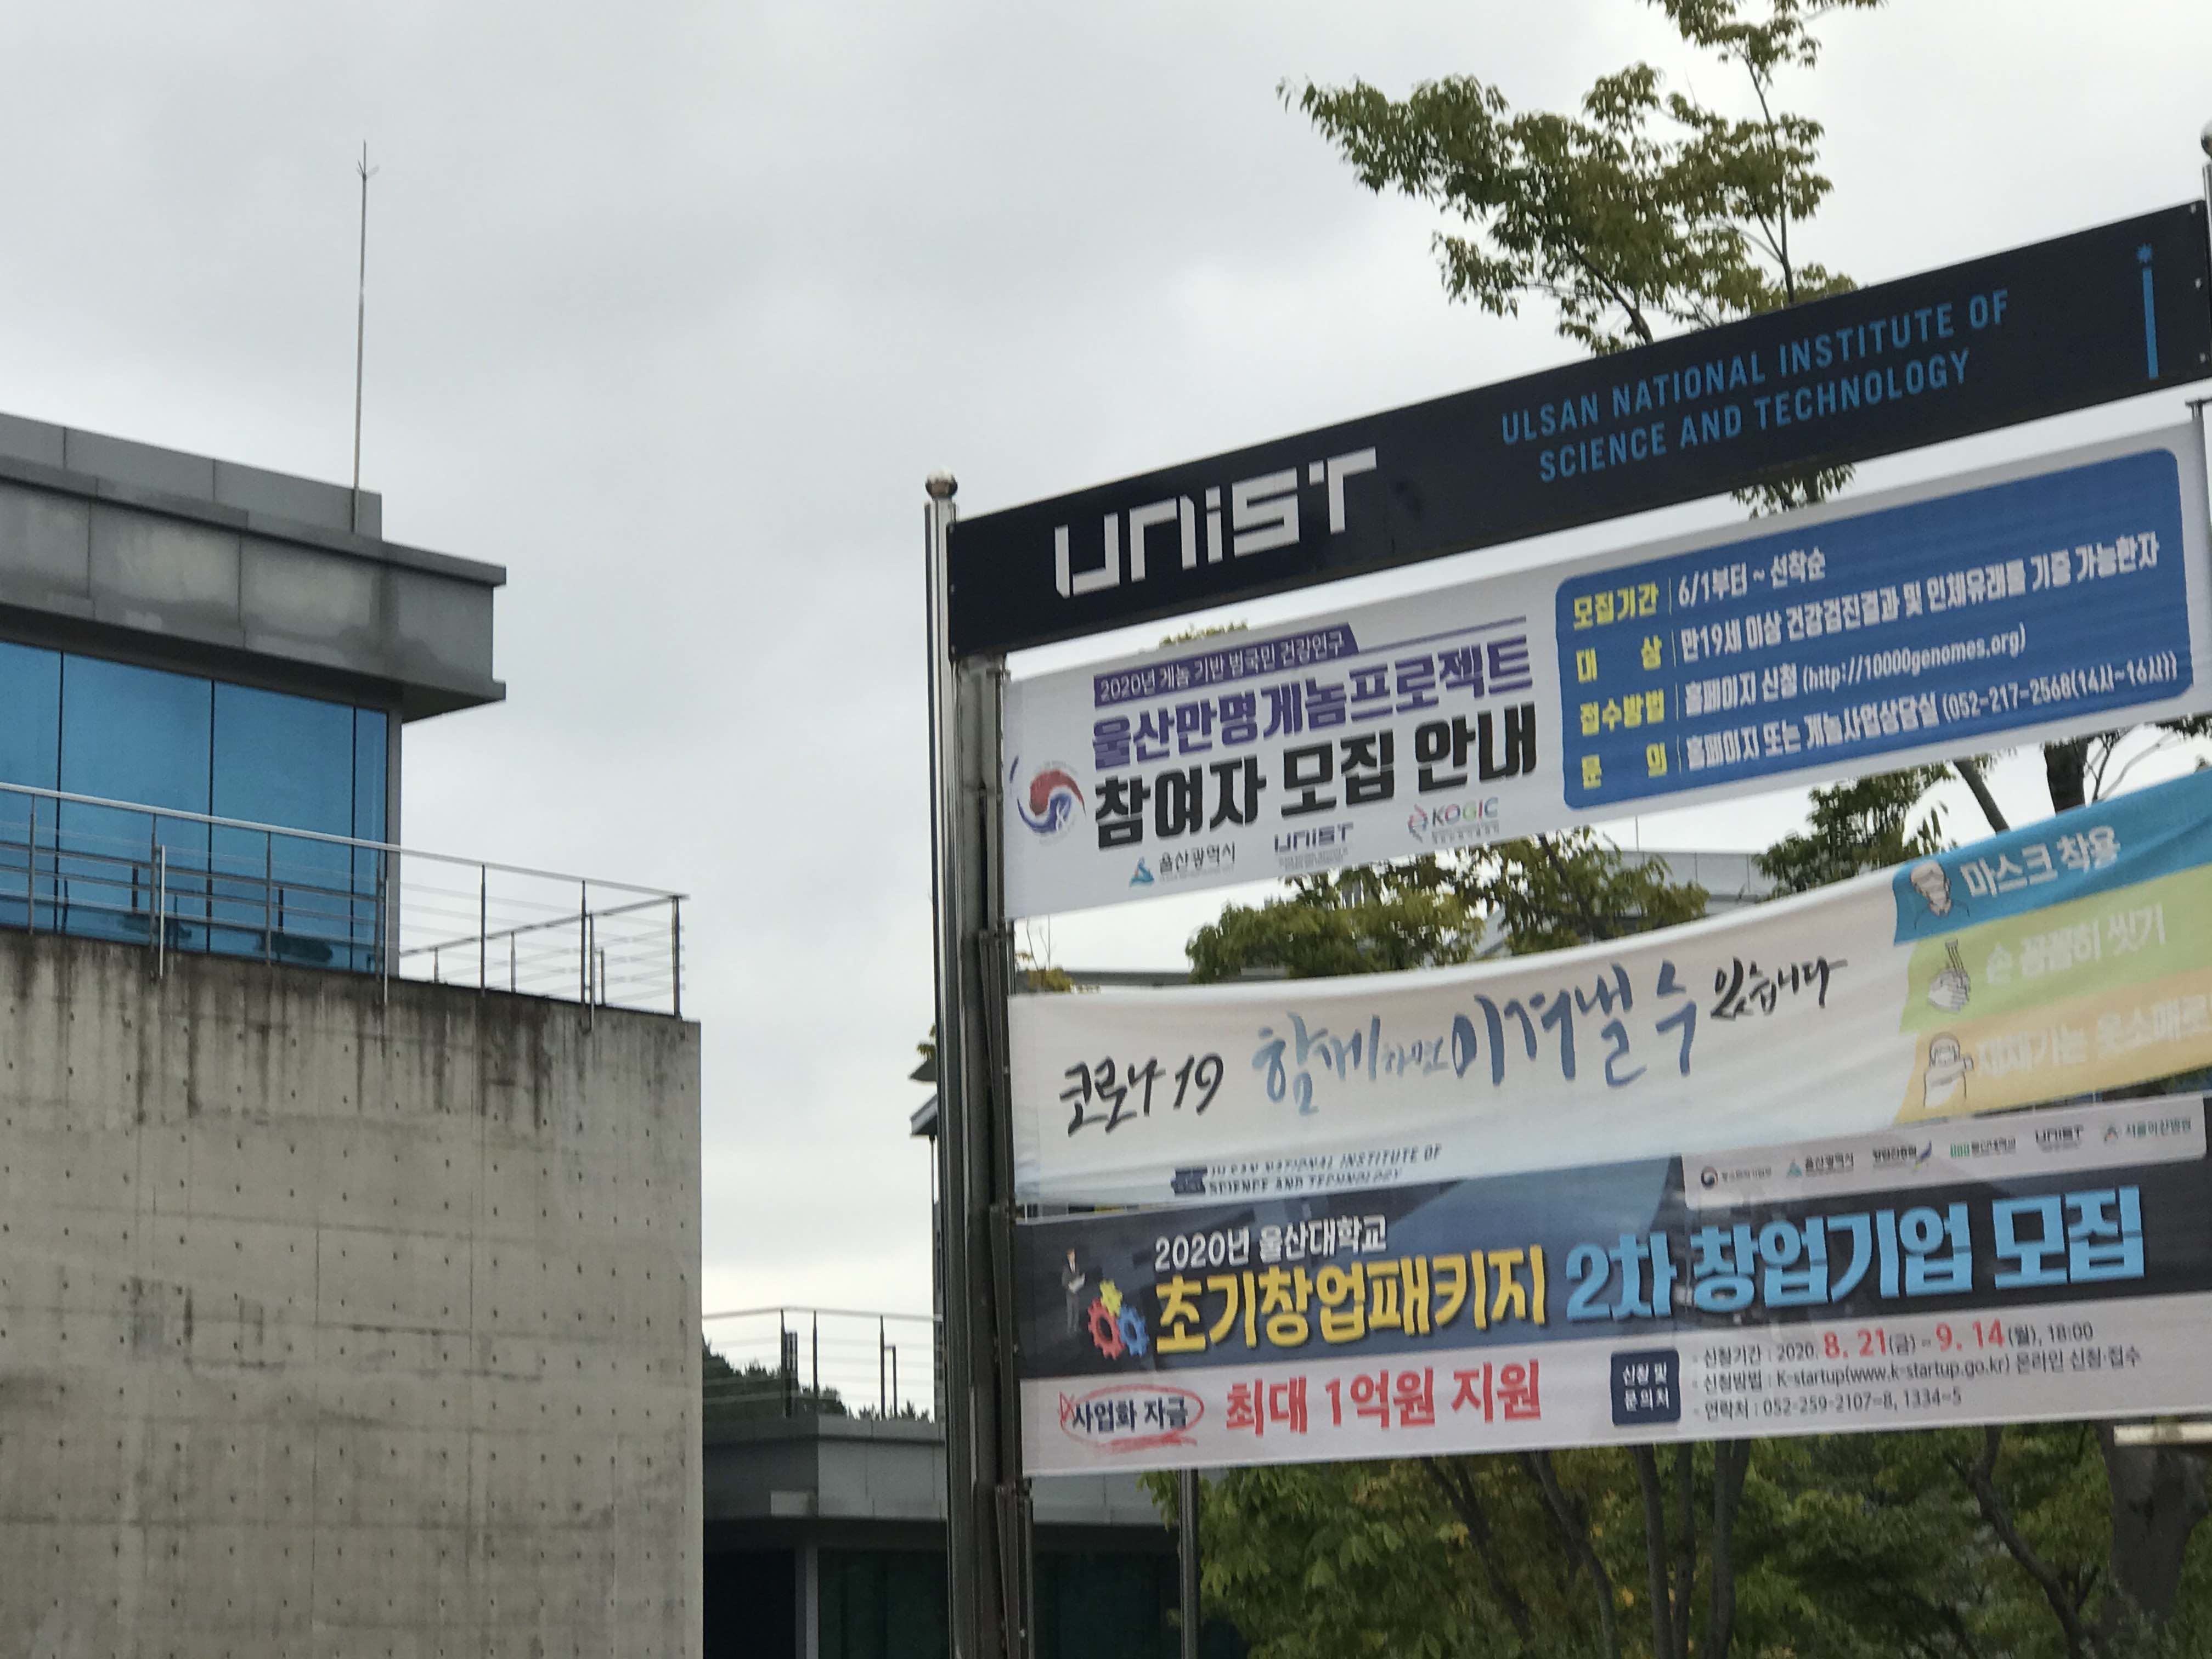 UNIST
ULSAN NATIONAL INSTITUTE OF
SCIENCE AND TECHNOLOGY
2020년 게놈 기반 범국민 건강연구
울산만명게놈프로젝트
참여자 모집 안내
울산광역시
UNIST
KOGIC
모집기간 6/1부터 ~ 선착순
대 상 만19세 이상 건강검진결과 및 인체유래물 기증 가능한자
접수방법 홈페이지 신청 (http://10000genomes.org)
문 의 홈페이지 또는 게놈사업상담실 (052-217-2568(14시~16시))
코로나19 함께하면 이겨낼 수 있습니다
마스크 착용
손 꼼꼼히 씻기
옷소매로
ULSAN NATIONAL INSTITUTE OF
SCIENCE AND TECHNOLOGY
울산광역시
UNIST
2020년 울산대학교
초기창업패키지 2차 창업기업 모집
사업화 자금 최대 1억원 지원
신청 및
문의처
- 신청기간 : 2020. 8. 21(금) - 9. 14(월), 18:00
- 신청방법 : K-startup(www.k-startup.go.kr) 온라인 신청·접수
- 연락처 : 052-259-2107~8, 1334~5